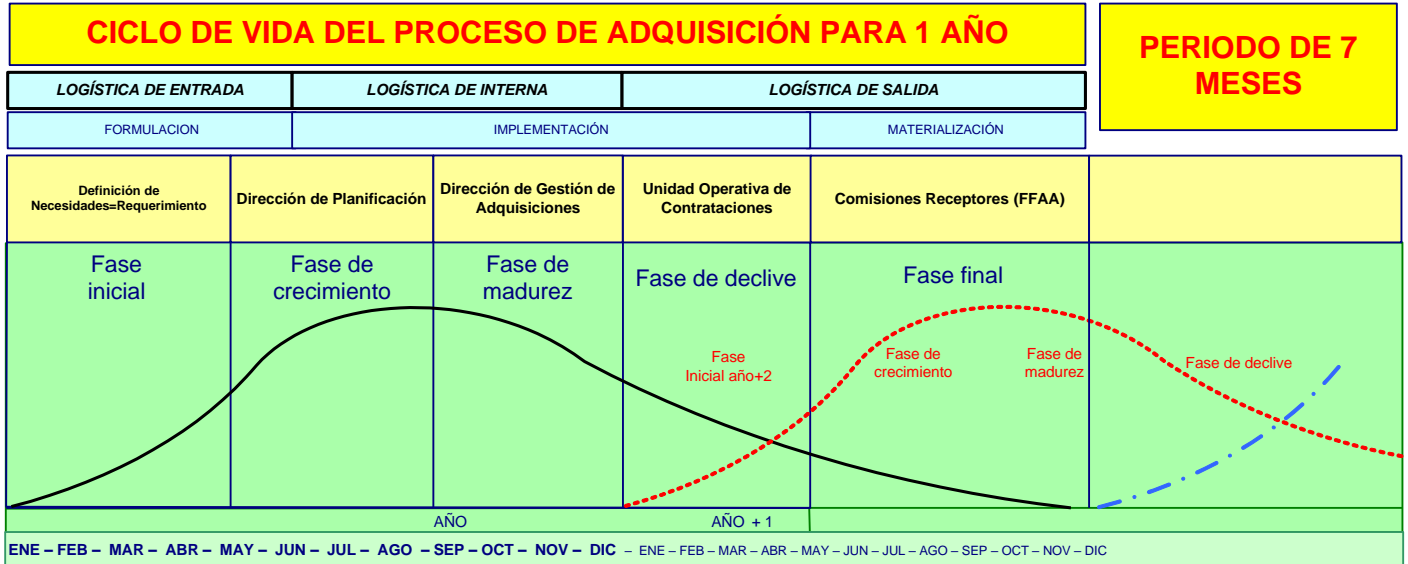 CICLO DE VIDA DEL PROCESO DE ADQUISICIÓN PARA 1 AÑO
PERIODO DE 7
MESES
LOGÍSTICA DE ENTRADA
LOGÍSTICA DE INTERNA
LOGÍSTICA DE SALIDA
FORMULACION
IMPLEMENTACIÓN
MATERIALIZACIÓN
Definición de
Necesidades=Requerimiento
Dirección de Planificación
Dirección de Gestión de
Adquisiciones
Unidad Operativa de
Contrataciones
Comisiones Receptores (FFAA)
Fase
inicial
Fase de
crecimiento
Fase de
madurez
Fase de declive
Fase final
Fase
Inicial año+2
Fase de
crecimiento
Fase de
madurez
Fase de declive
AÑO
AÑO + 1
ENE – FEB – MAR – ABR – MAY – JUN – JUL – AGO – SEP – OCT – NOV – DIC – ENE – FEB – MAR – ABR – MAY – JUN – JUL – AGO – SEP – OCT – NOV – DIC